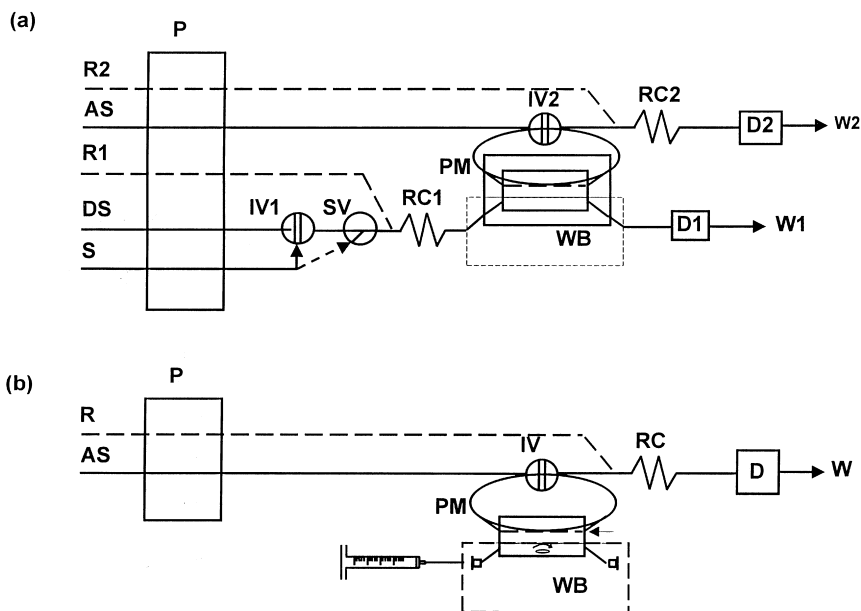 (a)
P
R2
AS
IV2
RC2
D2
W2
R1
PM
DS
IV1
SV
RC1
WB
D1
W1
S
(b)
P
R
AS
IV
RC
D
W
PM
WB